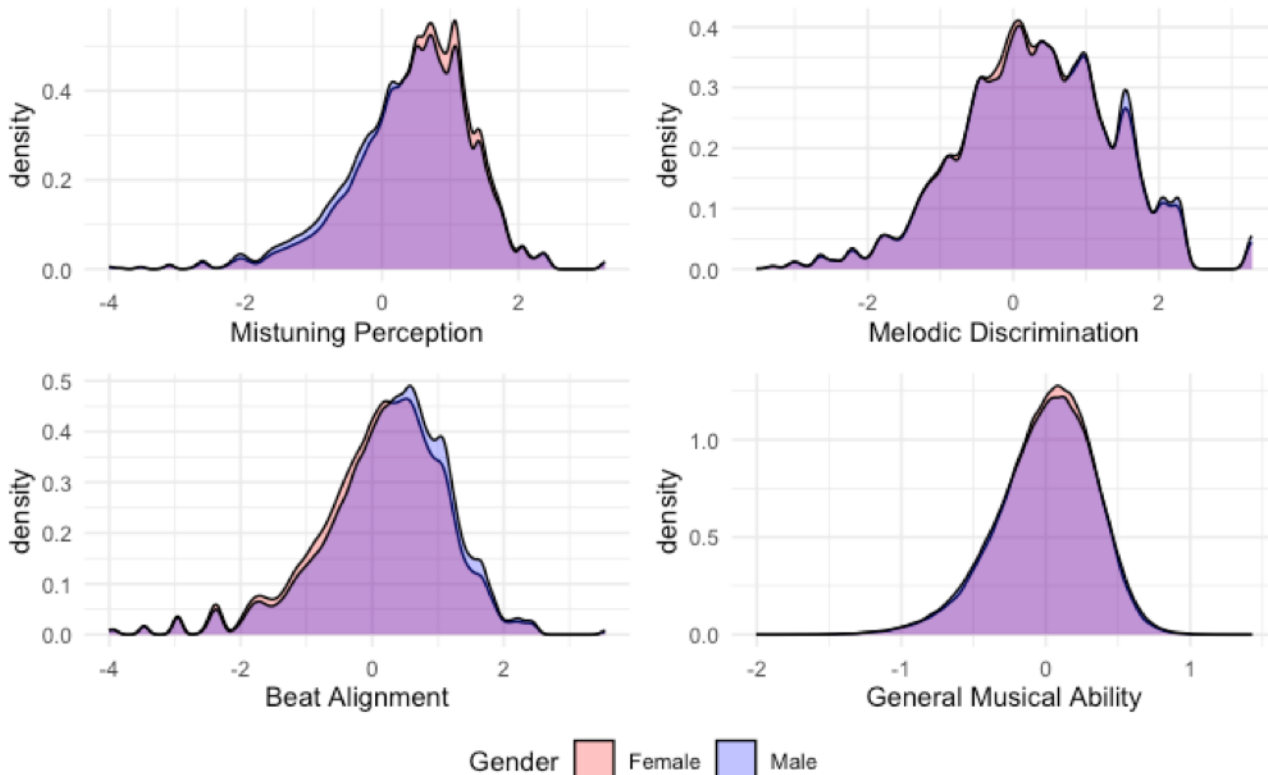 density
0.4
0.2
0.0
-4 -2 0 2
Mistuning Perception
density
0.4
0.3
0.2
0.1
0.0
-2 0 2
Melodic Discrimination
density
0.5
0.4
0.3
0.2
0.1
0.0
-4 -2 0 2
Beat Alignment
density
1.0
0.5
0.0
-2 -1 0 1
General Musical Ability
Gender Female Male